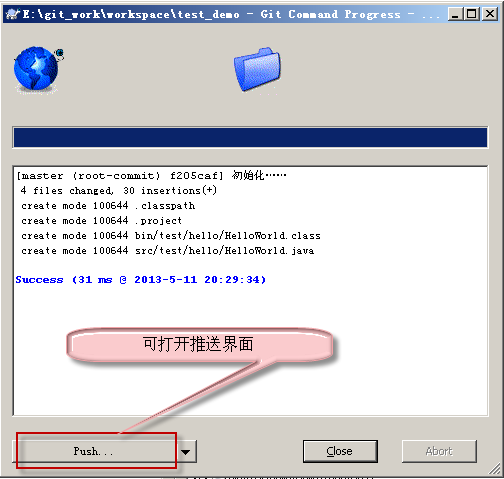 E:\git_work\workspace\test_demo - Git Command Progress - ...
[master (root-commit) f205caf] 初始化……
4 files changed, 30 insertions(+)
create mode 100644 .classpath
create mode 100644 .project
create mode 100644 bin/test/hello/HelloWorld.class
create mode 100644 src/test/hello/HelloWorld.java
Success (31 ms @ 2013-5-11 20:29:34)
可打开推送界面
Push... Close Abort